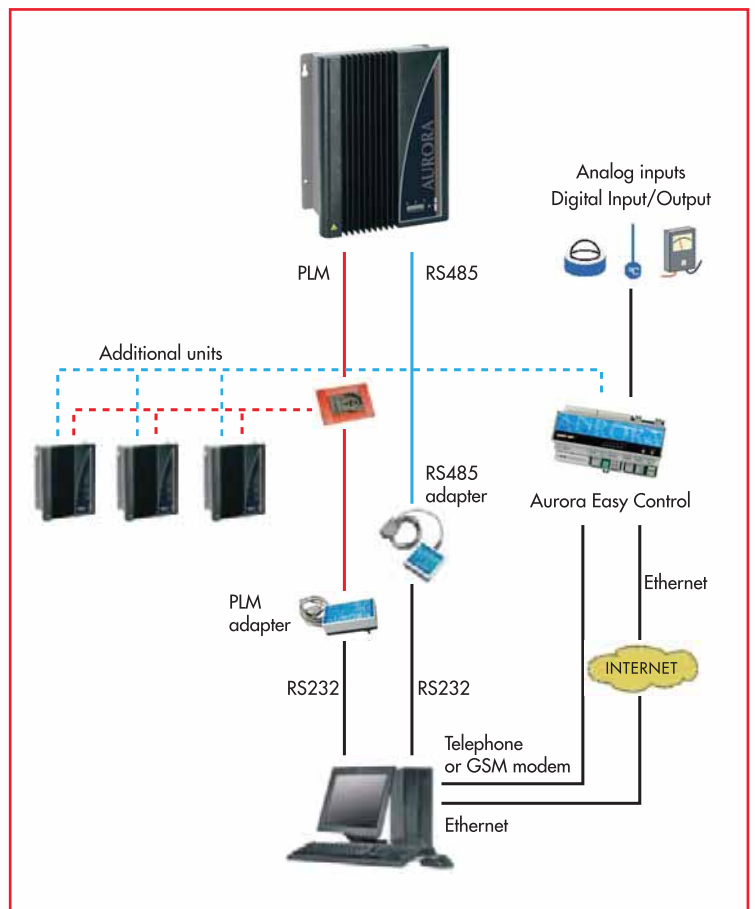 AURORA
Analog inputs
Digital Input/Output
°C
PLM
RS485
Additional units
AURORA
RS485
adapter
Aurora Easy Control
Ethernet
PLM
adapter
INTERNET
RS232
RS232
Telephone
or GSM modem
Ethernet